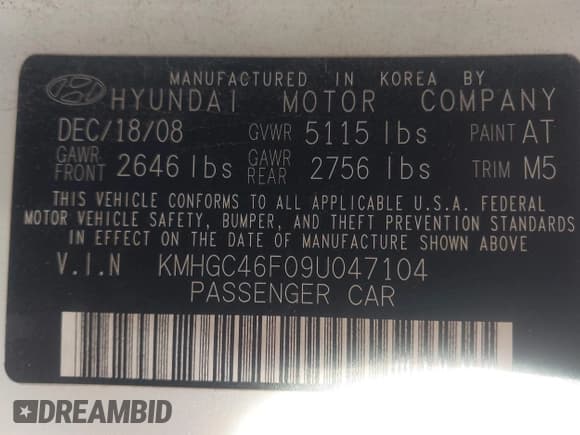 MANUFACTURED IN KOREA BY
HYUNDAI MOTOR COMPANY
DEC/18/08 GVWR 5115 lbs PAINT AT
GAWR FRONT 2646 lbs GAWR REAR 2756 lbs TRIM M5
THIS VEHICLE CONFORMS TO ALL APPLICABLE U.S.A. FEDERAL
MOTOR VEHICLE SAFETY, BUMPER, AND THEFT PREVENTION STANDARDS
IN EFFECT ON THE DATE OF MANUFACTURE SHOWN ABOVE
V.I.N KMHGC46F09U047104
PASSENGER CAR
DREAMBID